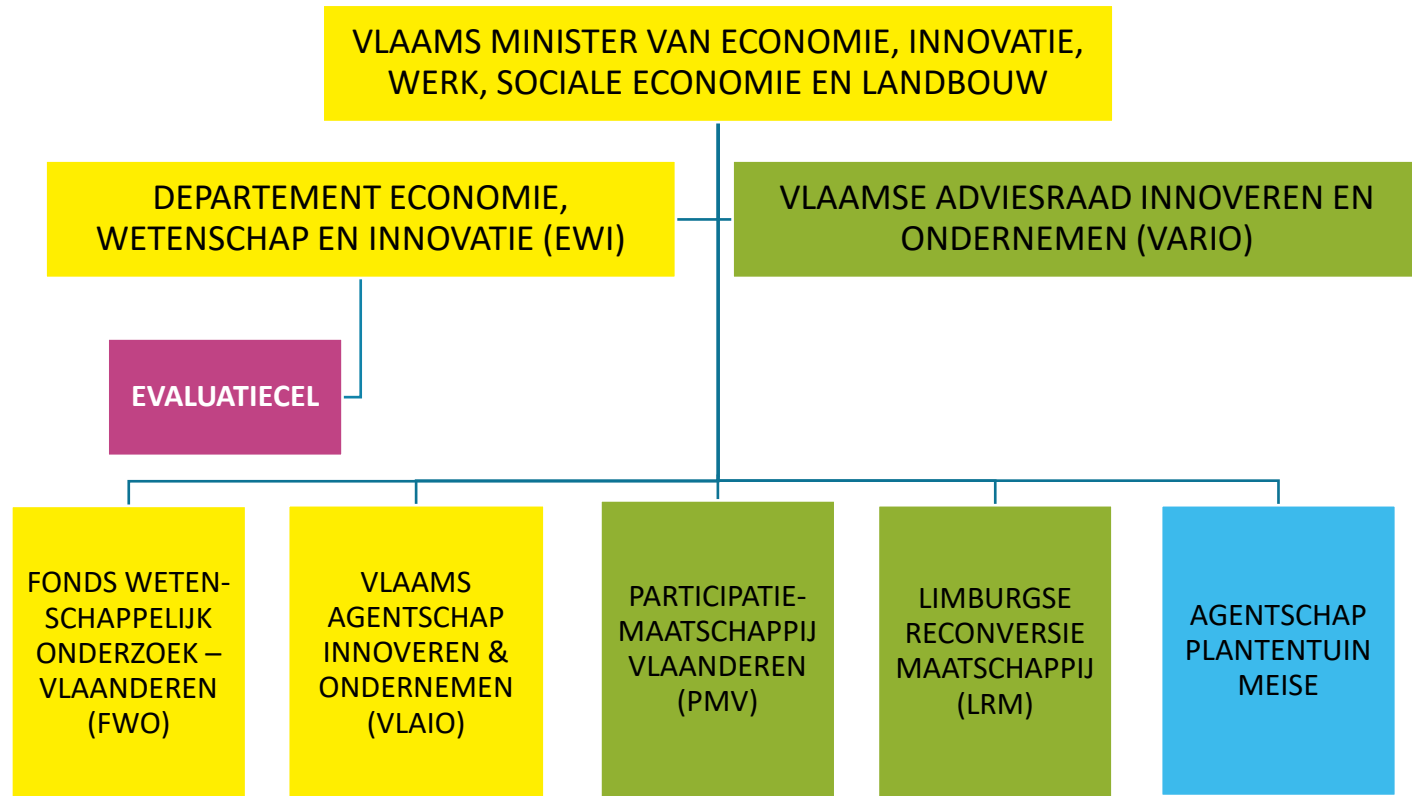 VLAAMS MINISTER VAN ECONOMIE, INNOVATIE,
WERK, SOCIALE ECONOMIE EN LANDBOUW
DEPARTEMENT ECONOMIE,
WETENSCHAP EN INNOVATIE (EWI)
VLAAMSE ADVIESRAAD INNOVEREN EN
ONDERNEMEN (VARIO)
EVALUATIECEL
FONDS WETEN-
SCHAPPELIJK
ONDERZOEK –
VLAANDEREN
(FWO)
VLAAMS
AGENTSCHAP
INNOVEREN &
ONDERNEMEN
(VLAIO)
PARTICIPATIE-
MAATSCHAPPIJ
VLAANDEREN
(PMV)
LIMBURGSE
RECONVERSIE
MAATSCHAPPIJ
(LRM)
AGENTSCHAP
PLANTENTUIN
MEISE